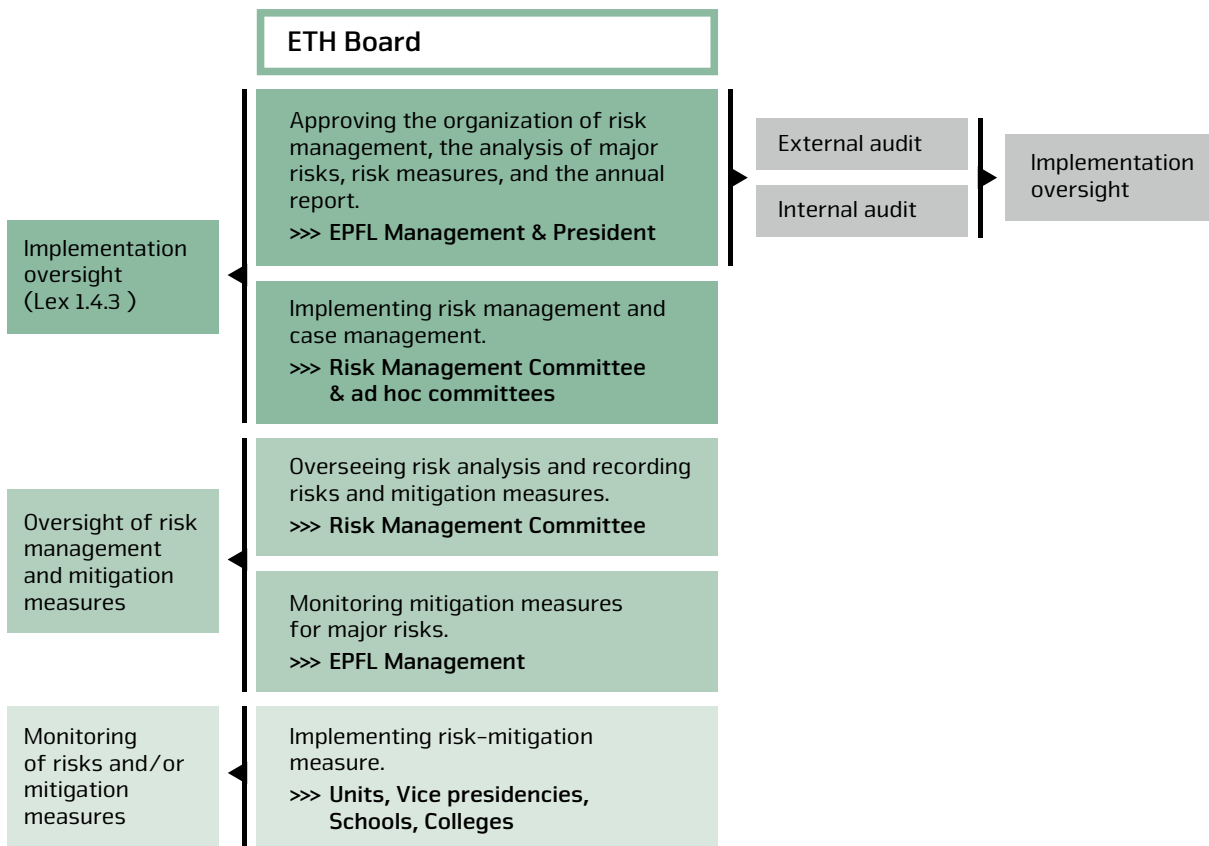 ETH Board
Approving the organization of risk
management, the analysis of major
risks, risk measures, and the annual
report.
>>> EPFL Management & President
External audit
Internal audit
Implementation
oversight
Implementation
oversight
(Lex 1.4.3 )
Implementing risk management and
case management.
>>> Risk Management Committee
& ad hoc committees
Oversight of risk
management
and mitigation
measures
Overseeing risk analysis and recording
risks and mitigation measures.
>>> Risk Management Committee
Monitoring mitigation measures
for major risks.
>>> EPFL Management
Monitoring
of risks and/or
mitigation
measures
Implementing risk-mitigation
measure.
>>> Units, Vice presidencies,
Schools, Colleges